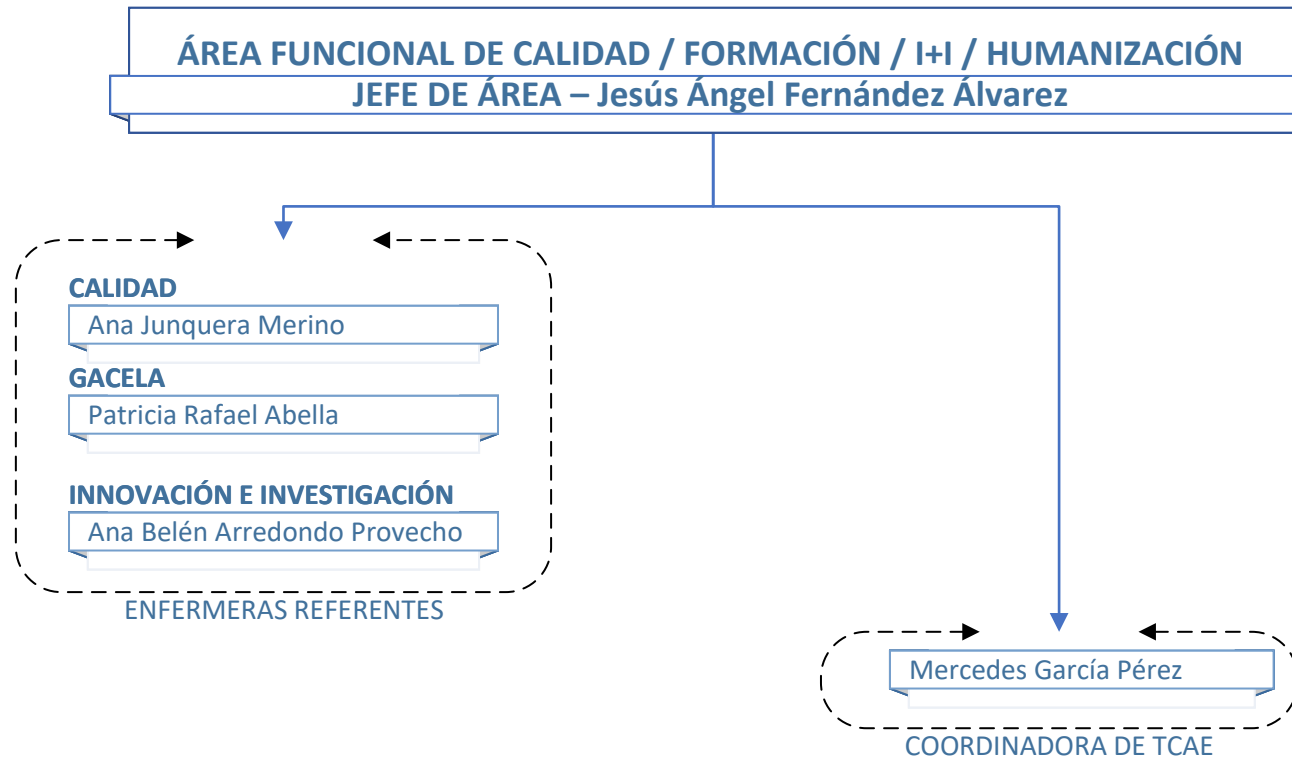 ÁREA FUNCIONAL DE CALIDAD / FORMACIÓN / I+I / HUMANIZACIÓN
JEFE DE ÁREA – Jesús Ángel Fernández Álvarez
CALIDAD
Ana Junquera Merino
GACELA
Patricia Rafael Abella
INNOVACIÓN E INVESTIGACIÓN
Ana Belén Arredondo Provecho
ENFERMERAS REFERENTES
Mercedes García Pérez
COORDINADORA DE TCAE